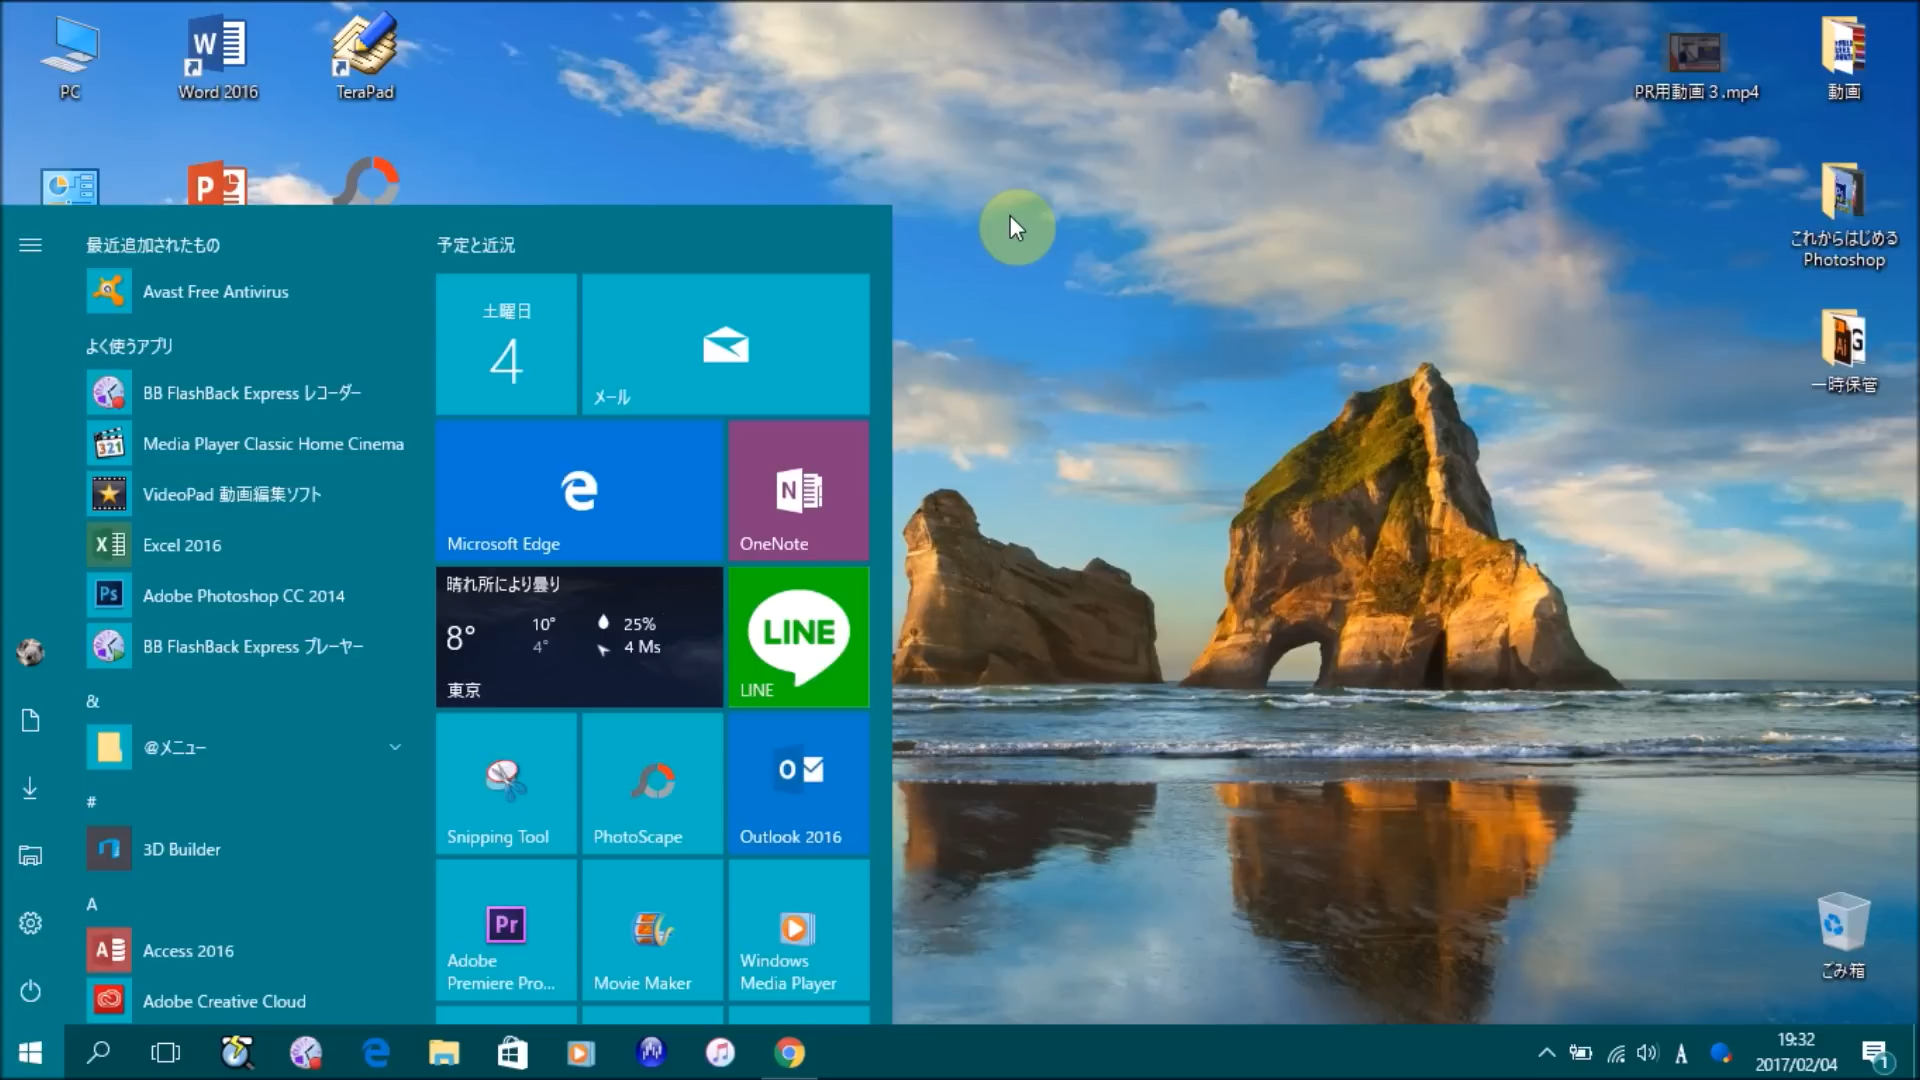 PC
Word 2016
TeraPad
PR用動画３.mp4
動画
これからはじめる
Photoshop
一時保管
ごみ箱
最近追加されたもの
Avast Free Antivirus
よく使うアプリ
BB FlashBack Express レコーダー
Media Player Classic Home Cinema
VideoPad 動画編集ソフト
Excel 2016
Adobe Photoshop CC 2014
BB FlashBack Express プレーヤー
&
@メニュー
#
3D Builder
A
Access 2016
Adobe Creative Cloud
予定と近況
土曜日
4
メール
Microsoft Edge
OneNote
晴れ所により曇り
8°
10°
4°
25%
4 Ms
東京
LINE
LINE
Snipping Tool
PhotoScape
Outlook 2016
Adobe
Premiere Pro...
Movie Maker
Windows
Media Player
A
19:32
2017/02/04
1